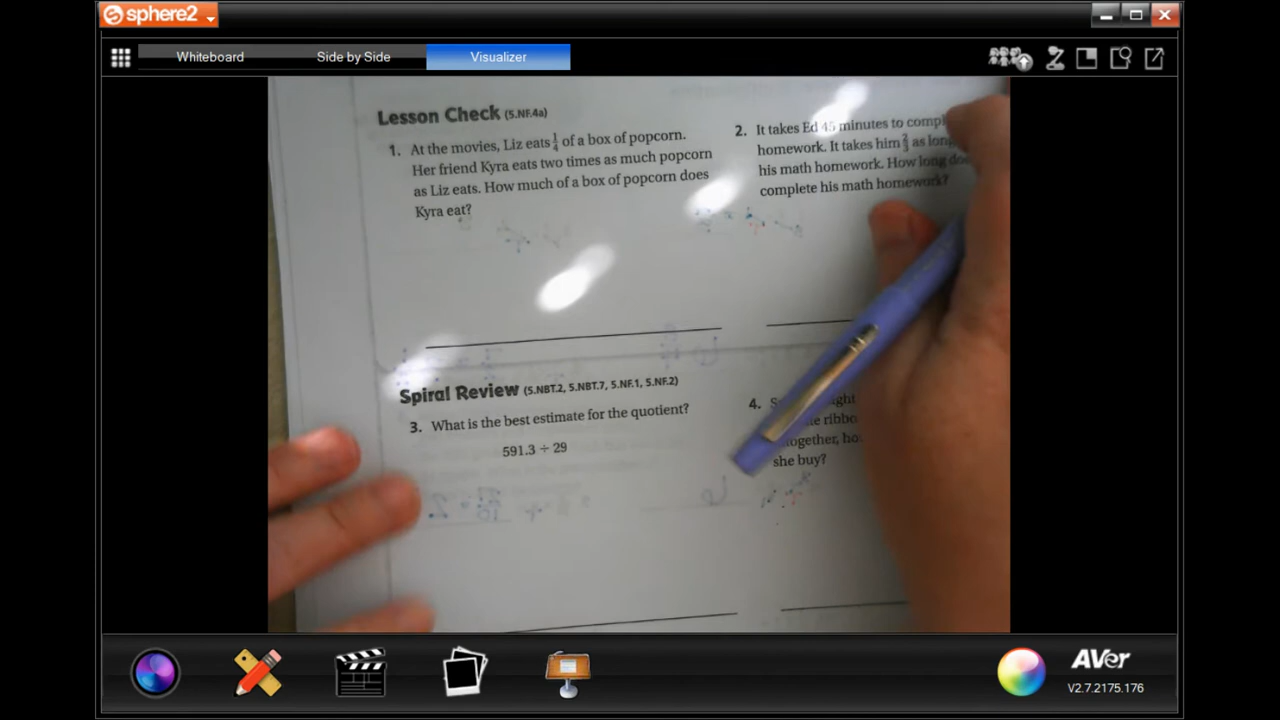 sphere2
Whiteboard
Side by Side
Visualizer
Lesson Check (5.NF.4a)
1. At the movies, Liz eats 1/4 of a box of popcorn.
Her friend Kyra eats two times as much popcorn
as Liz eats. How much of a box of popcorn does
Kyra eat?
2. It takes Ed 45 minutes to
homework. It takes him 2/3 as
his math homework. How long
complete his math homework?
Spiral Review (5.NBT.2, 5.NBT.7, 5.NF.1, 5.NF.2)
3. What is the best estimate for the quotient?
591.3 ÷ 29
4.
she buy?
AVer
V2.7.2175.176